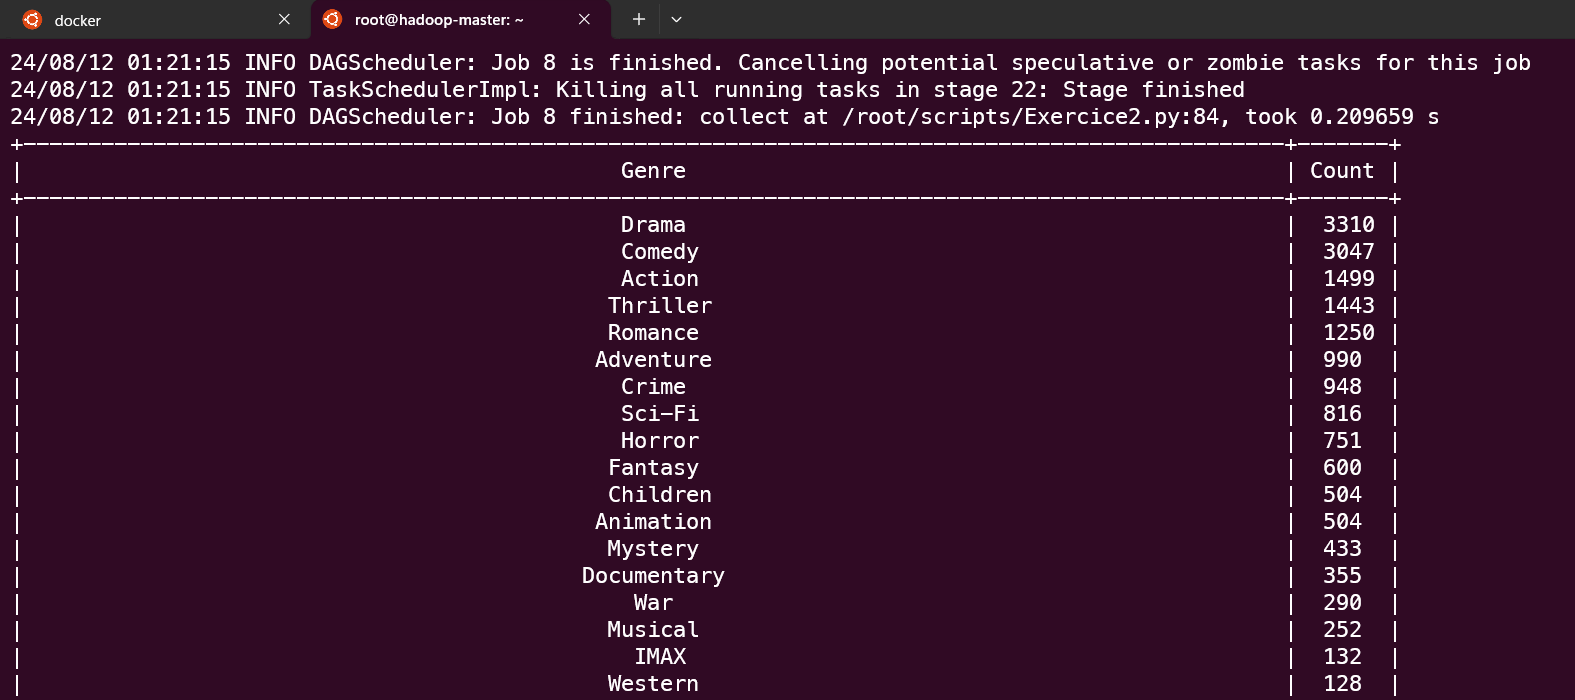 docker
root@hadoop-master: ~
24/08/12 01:21:15 INFO DAGScheduler: Job 8 is finished. Cancelling potential speculative or zombie tasks for this job
24/08/12 01:21:15 INFO TaskSchedulerImpl: Killing all running tasks in stage 22: Stage finished
24/08/12 01:21:15 INFO DAGScheduler: Job 8 finished: collect at /root/scripts/Exercice2.py:84, took 0.209659 s
Genre | Count
Drama | 3310
Comedy | 3047
Action | 1499
Thriller | 1443
Romance | 1250
Adventure | 990
Crime | 948
Sci-Fi | 816
Horror | 751
Fantasy | 600
Children | 504
Animation | 504
Mystery | 433
Documentary | 355
War | 290
Musical | 252
IMAX | 132
Western | 128